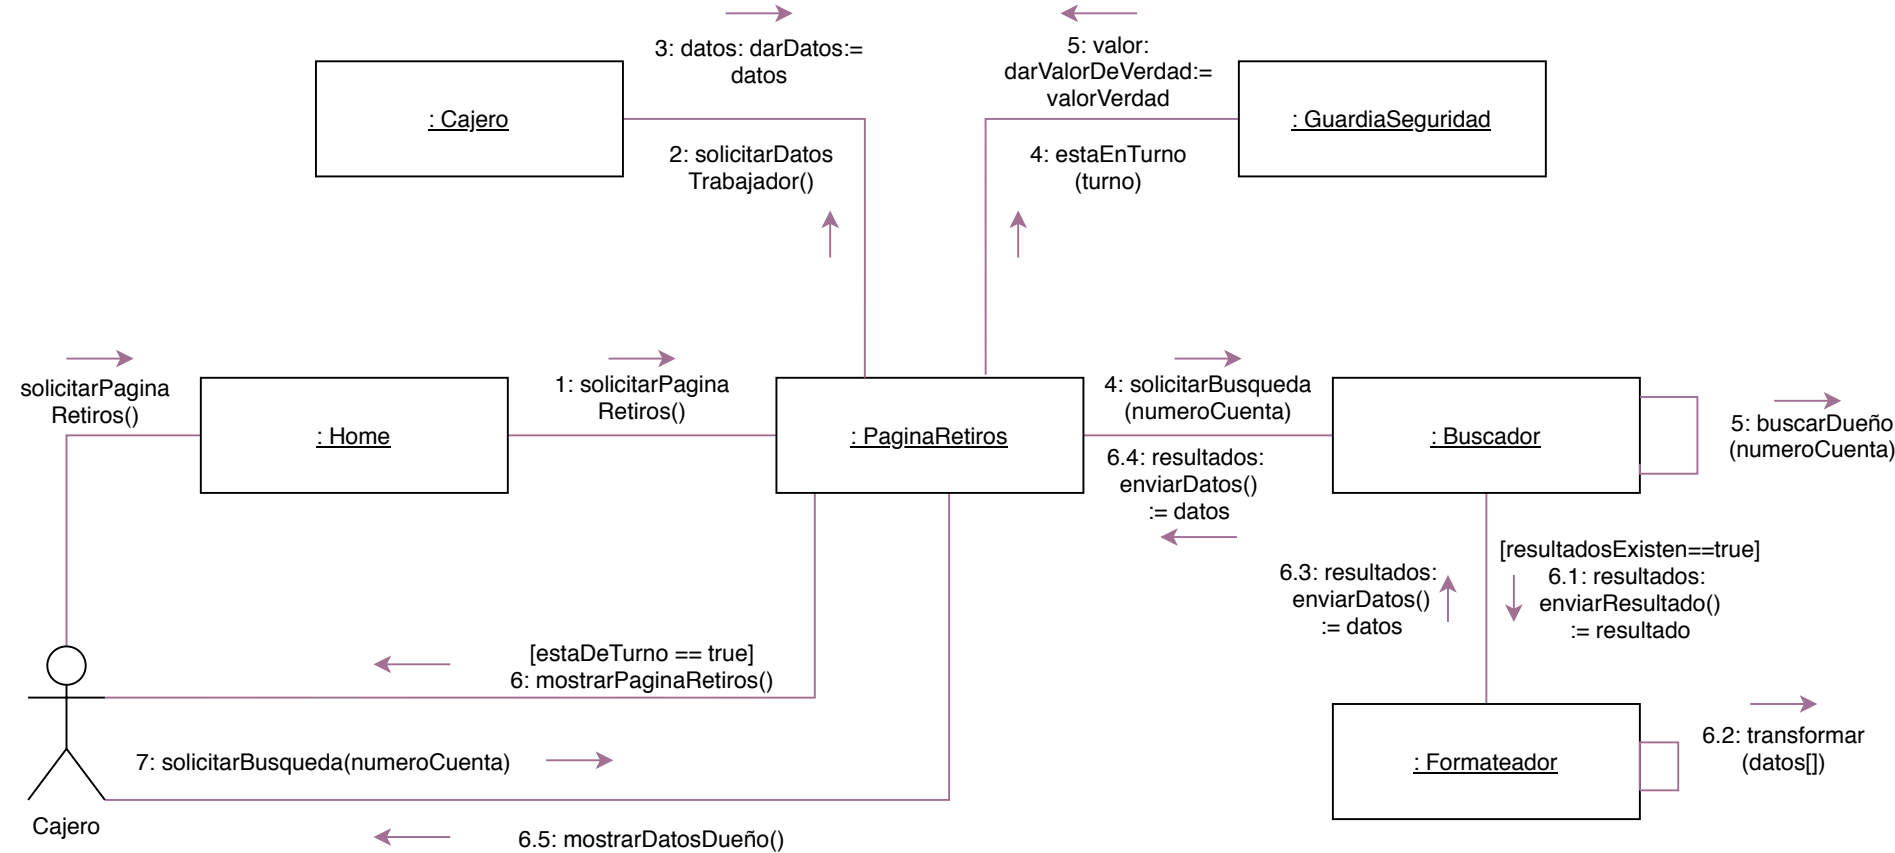 3: datos: darDatos:=
datos
5: valor:
darValorDeVerdad:=
valorVerdad
: Cajero
: GuardiaSeguridad
2: solicitarDatos
Trabajador()
4: estaEnTurno
(turno)
solicitarPagina
Retiros()
: Home
1: solicitarPagina
Retiros()
: PaginaRetiros
4: solicitarBusqueda
(numeroCuenta)
: Buscador
5: buscarDueño
(numeroCuenta)
6.4: resultados:
enviarDatos()
:= datos
6.3: resultados:
enviarDatos()
:= datos
[resultadosExisten==true]
6.1: resultados:
enviarResultado()
:= resultado
[estaDeTurno == true]
6: mostrarPaginaRetiros()
7: solicitarBusqueda(numeroCuenta)
: Formateador
6.2: transformar
(datos[])
Cajero
6.5: mostrarDatosDueño()